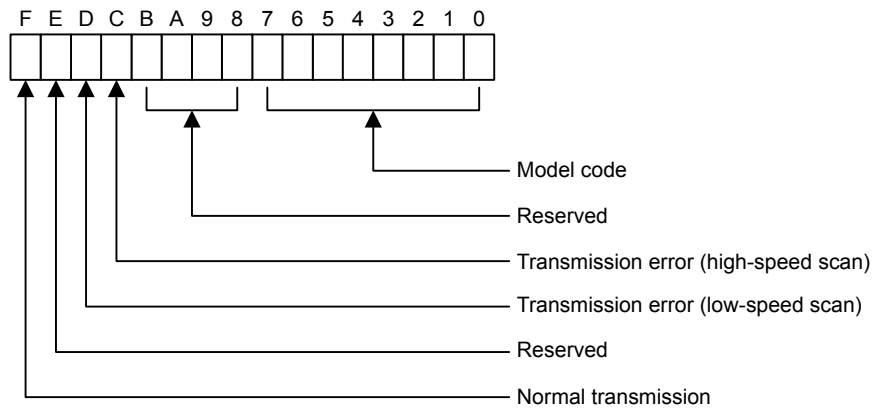 F E D C B A 9 8 7 6 5 4 3 2 1 0
Model code
Reserved
Transmission error (high-speed scan)
Transmission error (low-speed scan)
Reserved
Normal transmission